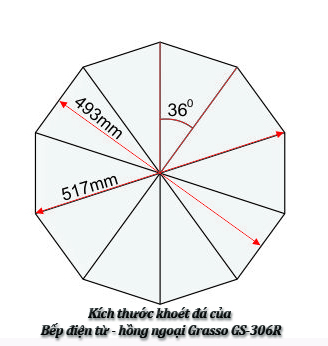 36⁰
493mm
517mm
Kích thước khoét đá của
Bếp điện từ - hồng ngoại Grasso GS-306R